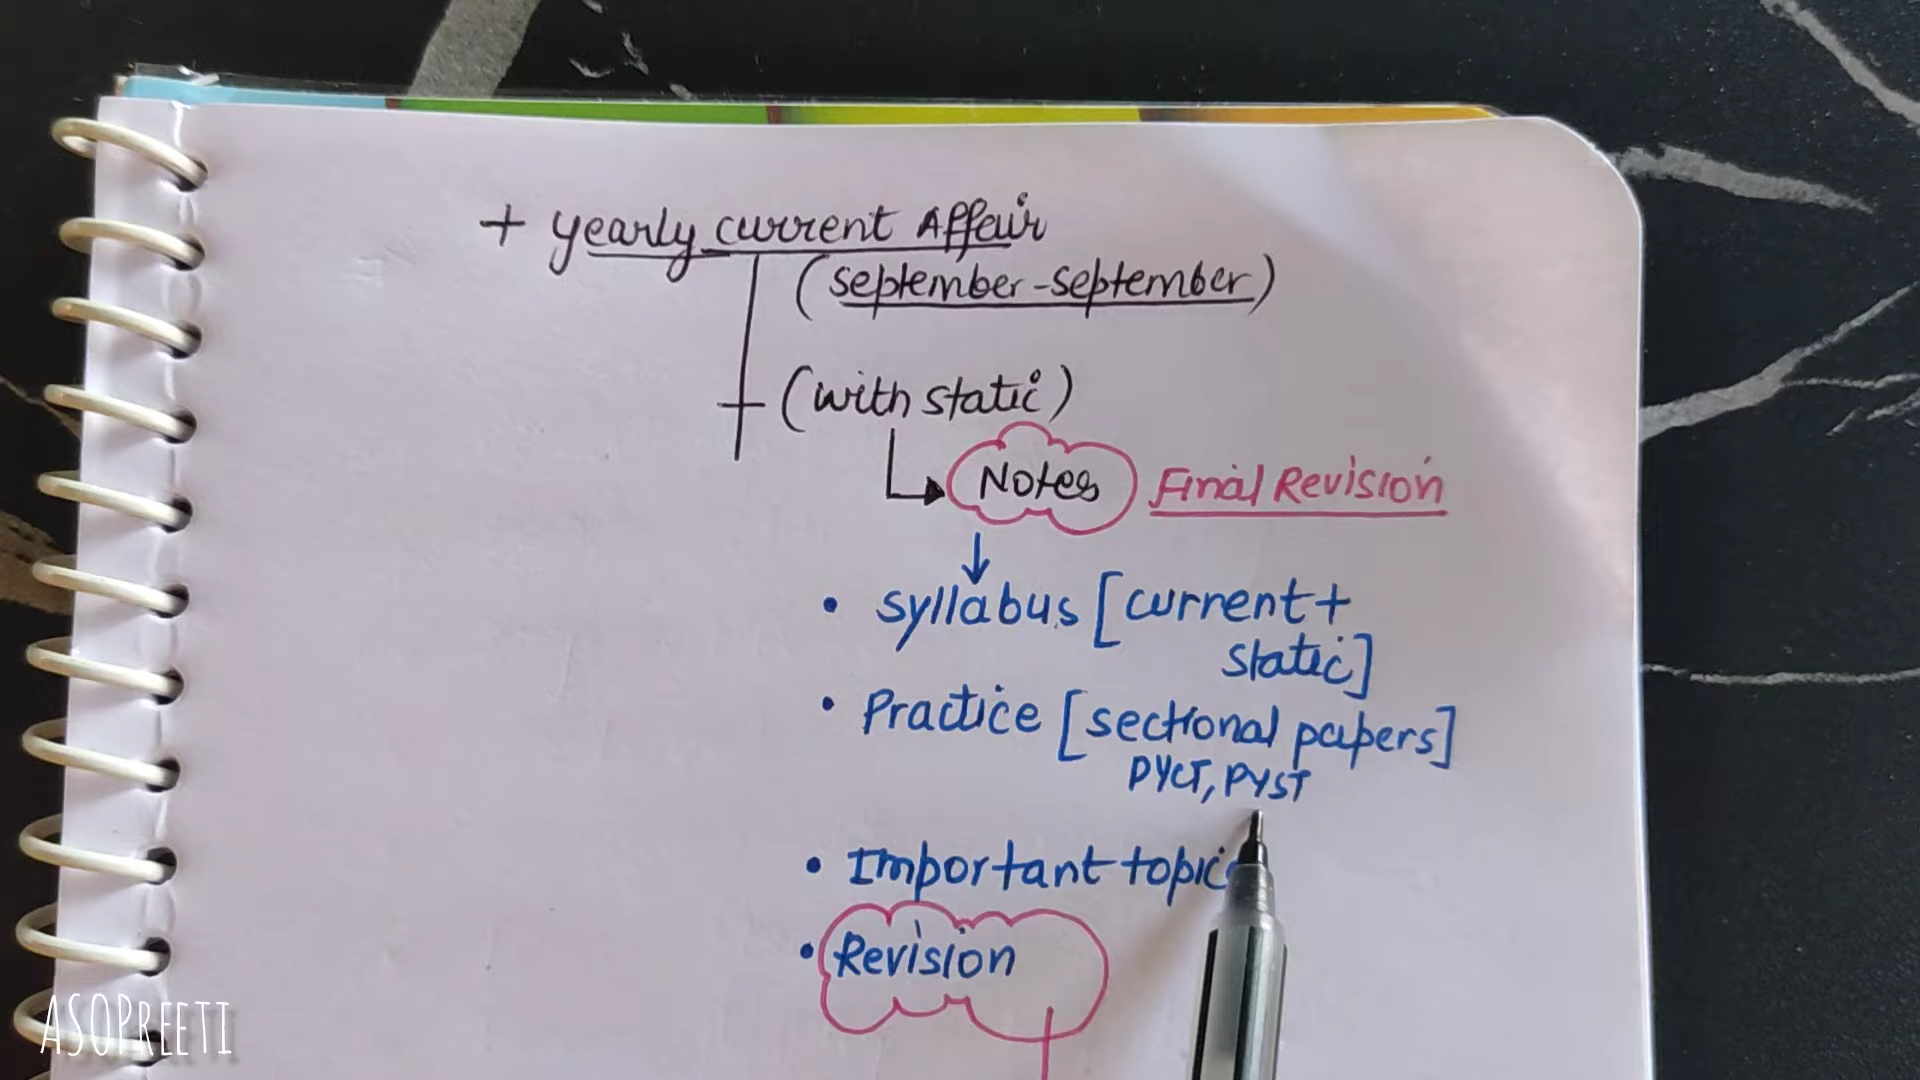 + yearly current Affair
(september-september)
(with static)
Notes Final Revision
• syllabus [current +
static]
• Practice [sectional papers]
PYCT, PYST
• Important topic
• Revision
ASOPREETI